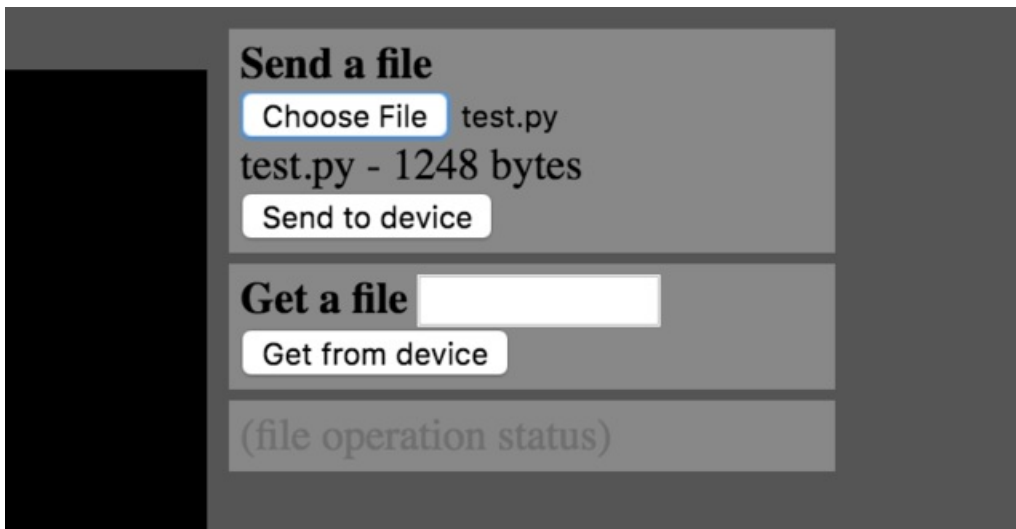 Send a file
Choose File test.py
test.py - 1248 bytes
Send to device
Get a file
Get from device
(file operation status)